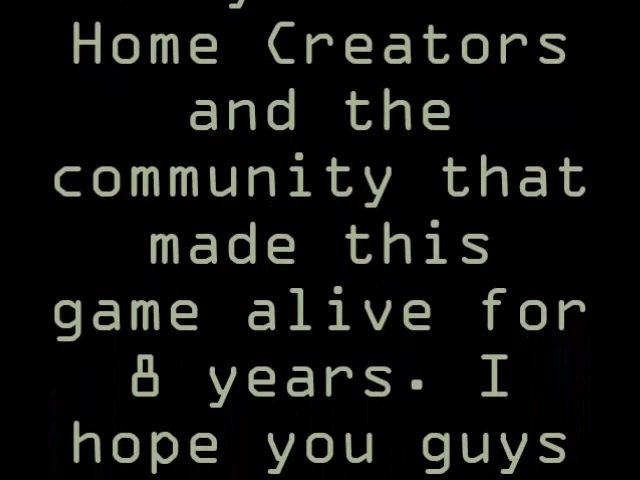 Home Creators
and the
community that
made this
game alive for
8 years. I
hope you guys